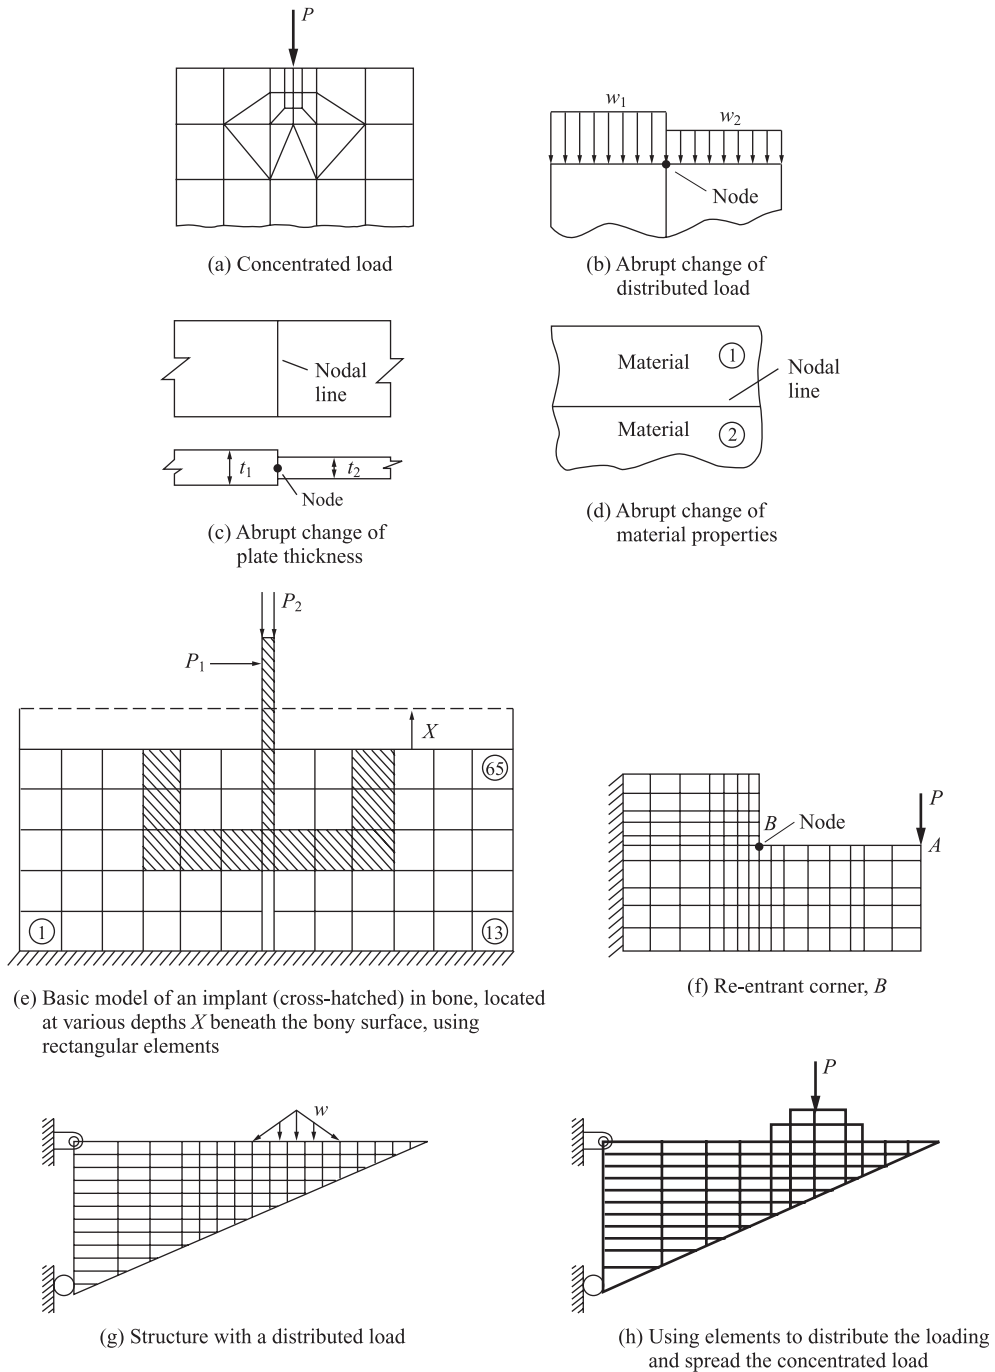 P
(a) Concentrated load
w1
w2
Node
(b) Abrupt change of
distributed load
Nodal
line
t1
t2
Node
(c) Abrupt change of
plate thickness
Material 1
Nodal
line
Material 2
(d) Abrupt change of
material properties
P2
P1
X
65
1
13
(e) Basic model of an implant (cross-hatched) in bone, located
at various depths X beneath the bony surface, using
rectangular elements
P
B
Node
A
(f) Re-entrant corner, B
w
(g) Structure with a distributed load
P
(h) Using elements to distribute the loading
and spread the concentrated load